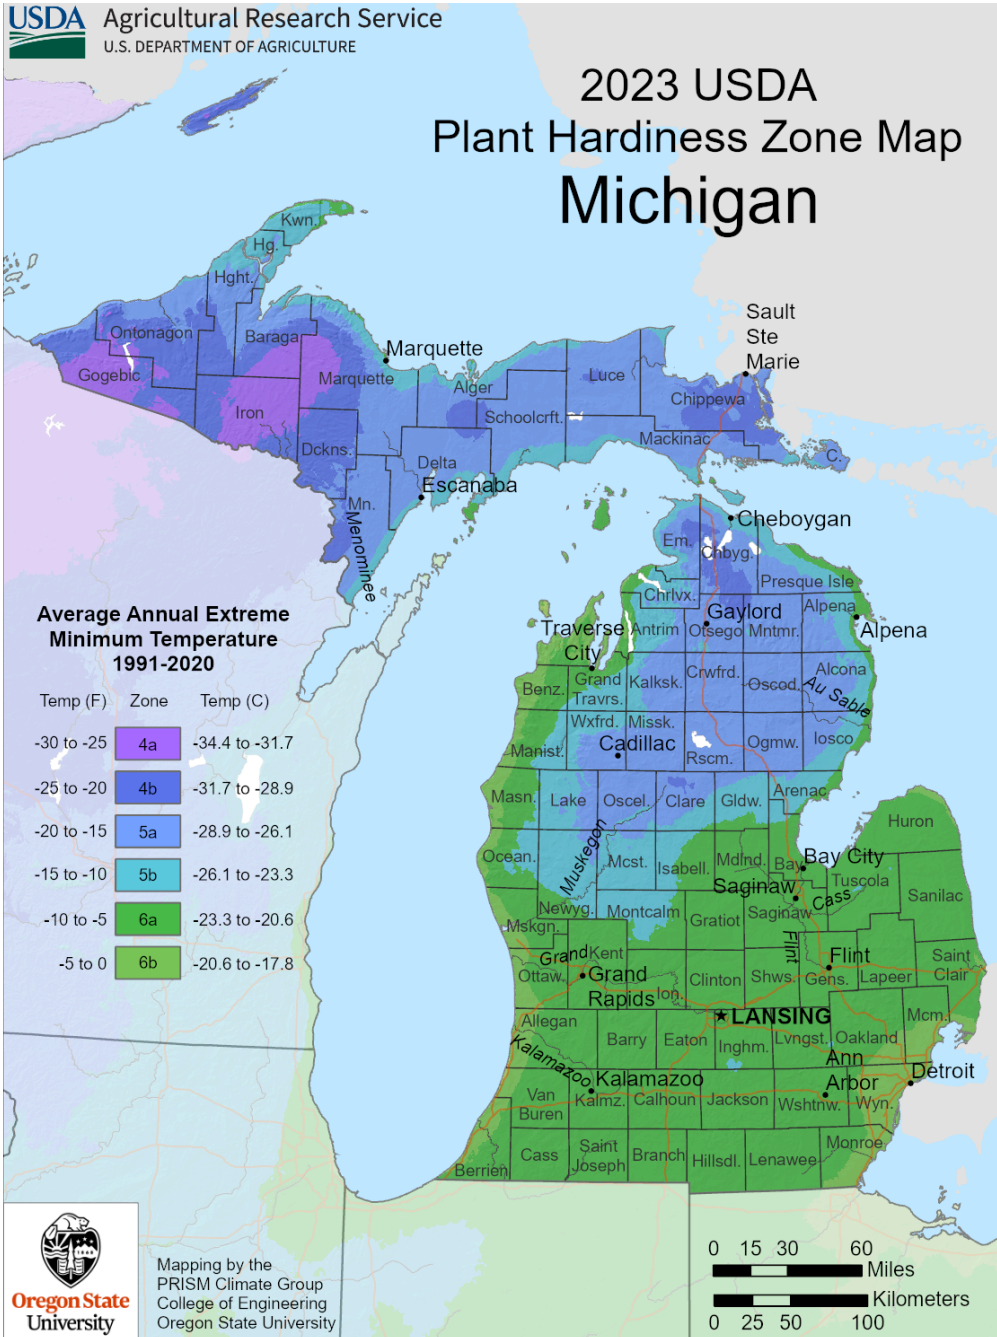 USDA
Agricultural Research Service
U.S. DEPARTMENT OF AGRICULTURE
2023 USDA
Plant Hardiness Zone Map
Michigan
Kwn.
Hg.
Hght.
Ontonagon
Baraga
Gogebic
Iron
Marquette
Marquette
Alger
Luce
Sault
Ste
Marie
Chippewa
Schoolcrft.
Mackinac
C.
Dckns.
Delta
Escanaba
Mn.
Menominee
Cheboygan
Em.
Chbyg.
Presque Isle
Chrlvx.
Alpena
Alpena
Gaylord
Otsego
Mntmr.
Antrim
Traverse
City
Grand
Travrs.
Benz.
Kalksk.
Crwfrd.
Oscod.
Alcona
Au Sable
Wxfrd.
Missk.
Cadillac
Manist.
Rscm.
Ogmw.
Iosco
Masn.
Lake
Oscel.
Clare
Gldw.
Arenac
Huron
Ocean.
Muskegon
Mcst.
Isabell.
Mdlnd.
Bay
Bay City
Tuscola
Sanilac
Saginaw
Saginaw
Cass
Newyg.
Montcalm
Gratiot
Mskgn.
Flint
Flint
Grand
Kent
Ottaw.
Grand
Rapids
Ion.
Clinton
Shws.
Gens.
Lapeer
Saint
Clair
LANSING
Allegan
Barry
Eaton
Inghm.
Lvngst.
Oakland
Mcm.
Kalamazoo
Kalamazoo
Ann
Arbor
Detroit
Van
Buren
Kalmz.
Calhoun
Jackson
Wshtnw.
Wyn.
Berrien
Cass
Saint
Joseph
Branch
Hillsdl.
Lenawee
Monroe
Average Annual Extreme
Minimum Temperature
1991-2020
Temp (F) Zone Temp (C)
-30 to -25 4a -34.4 to -31.7
-25 to -20 4b -31.7 to -28.9
-20 to -15 5a -28.9 to -26.1
-15 to -10 5b -26.1 to -23.3
-10 to -5 6a -23.3 to -20.6
-5 to 0 6b -20.6 to -17.8
Oregon State
University
Mapping by the
PRISM Climate Group
College of Engineering
Oregon State University
0 15 30 60
Miles
Kilometers
0 25 50 100